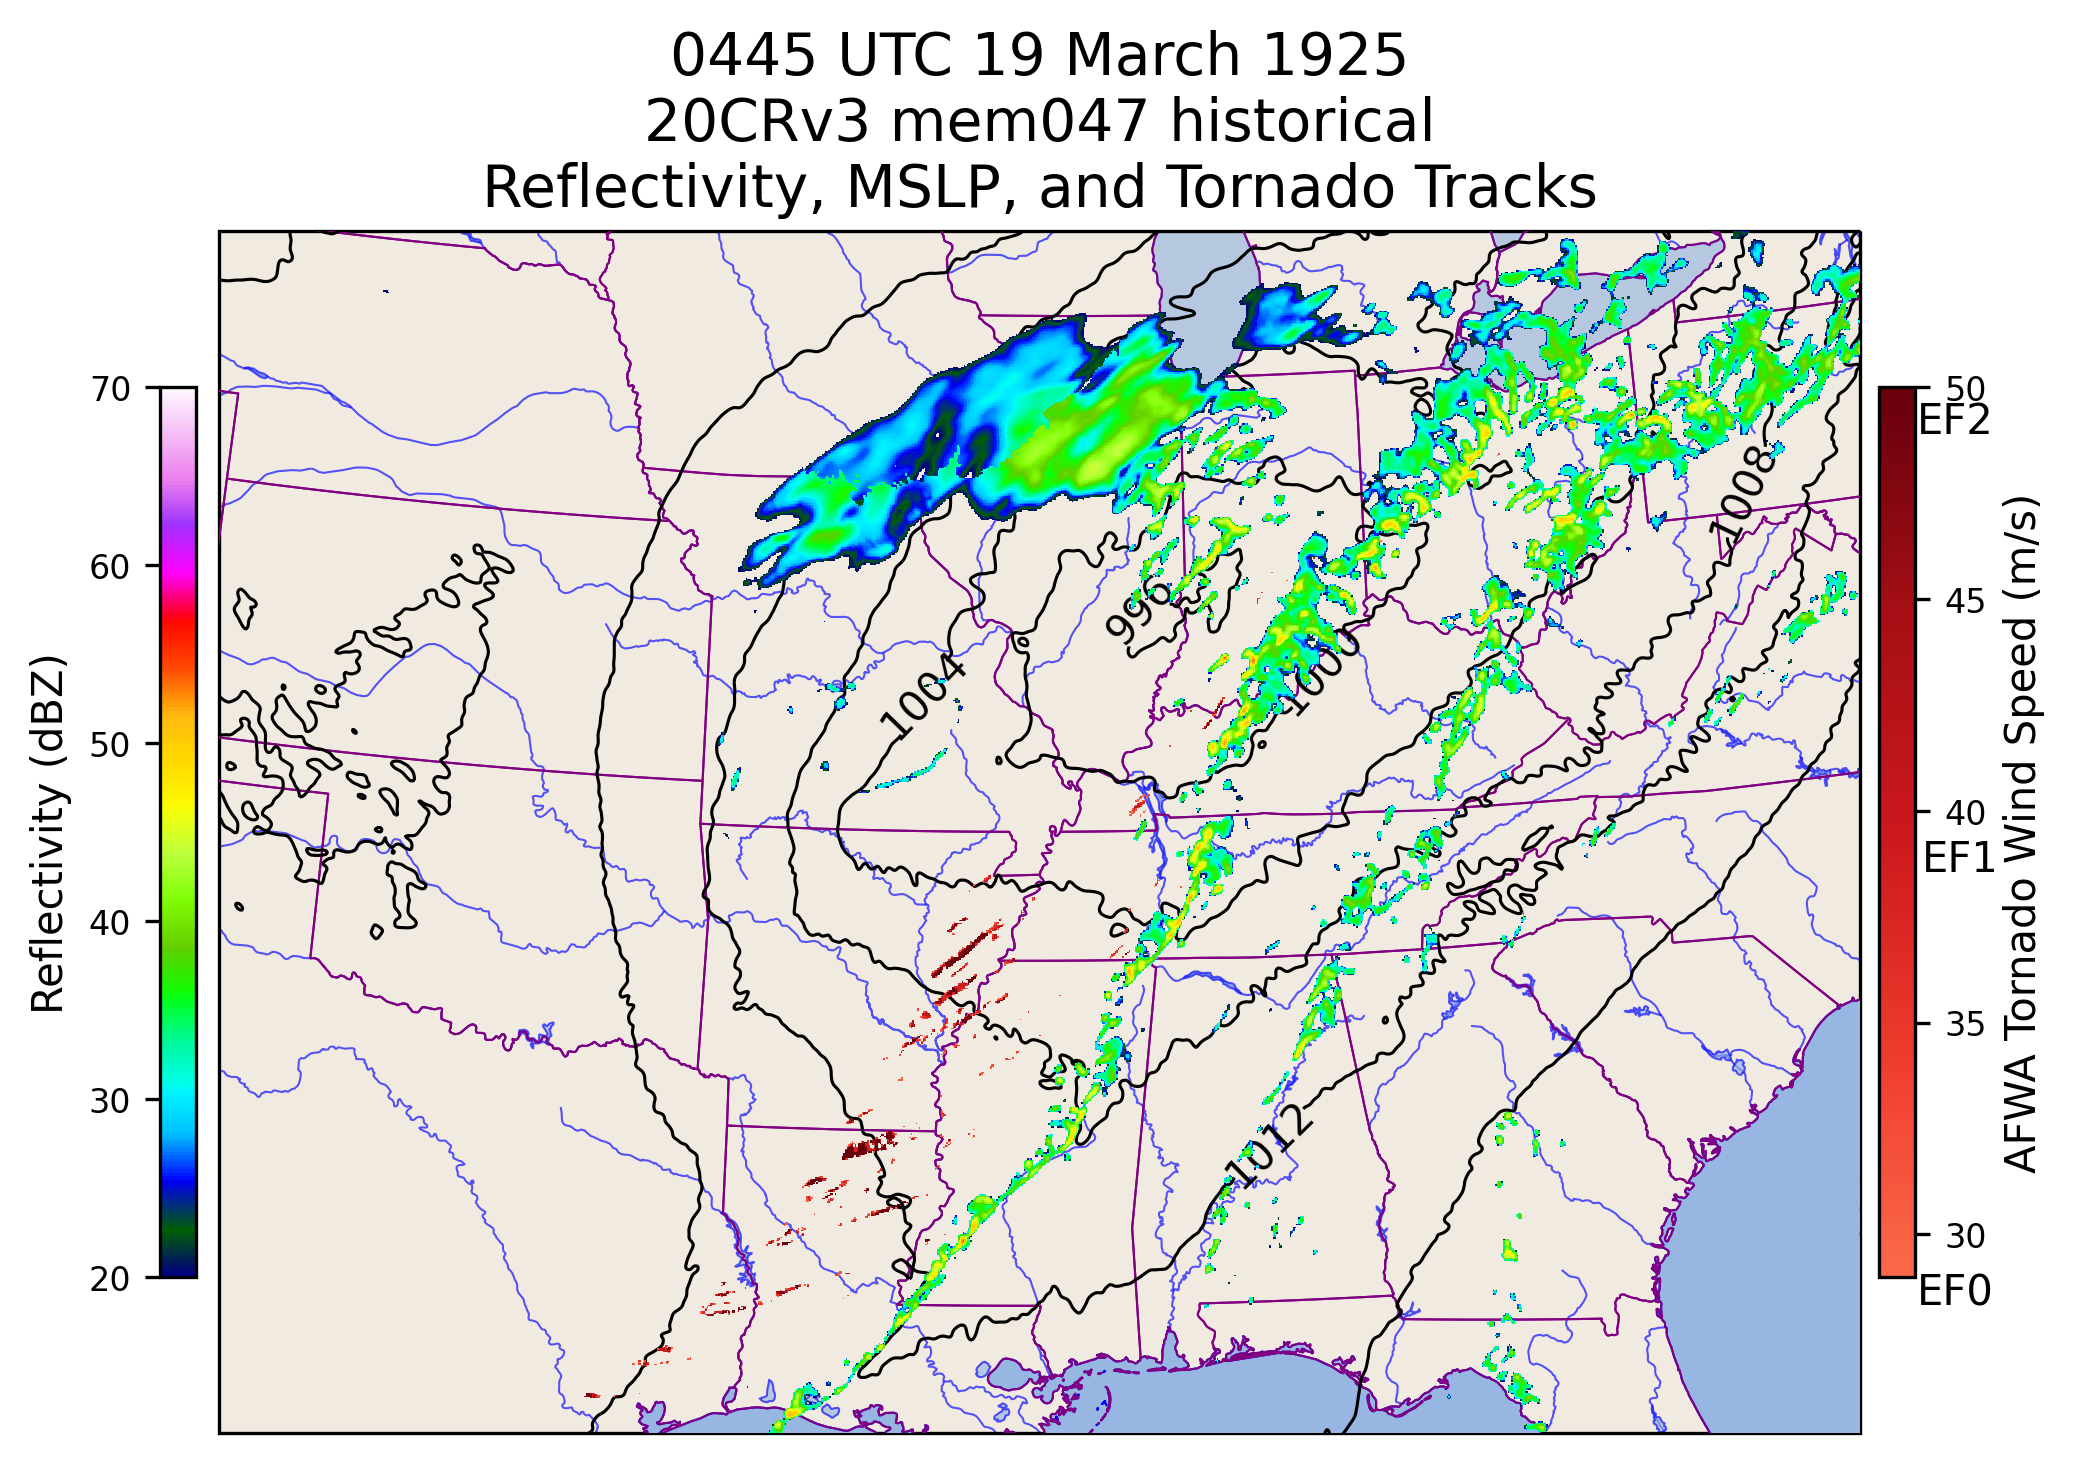 0445 UTC 19 March 1925
20CRv3 mem047 historical
Reflectivity, MSLP, and Tornado Tracks
Reflectivity (dBZ)
70
60
50
40
30
20
1008
996
1000
1004
1012
50
EF2
45
40
EF1
35
30
EF0
AFWA Tornado Wind Speed (m/s)